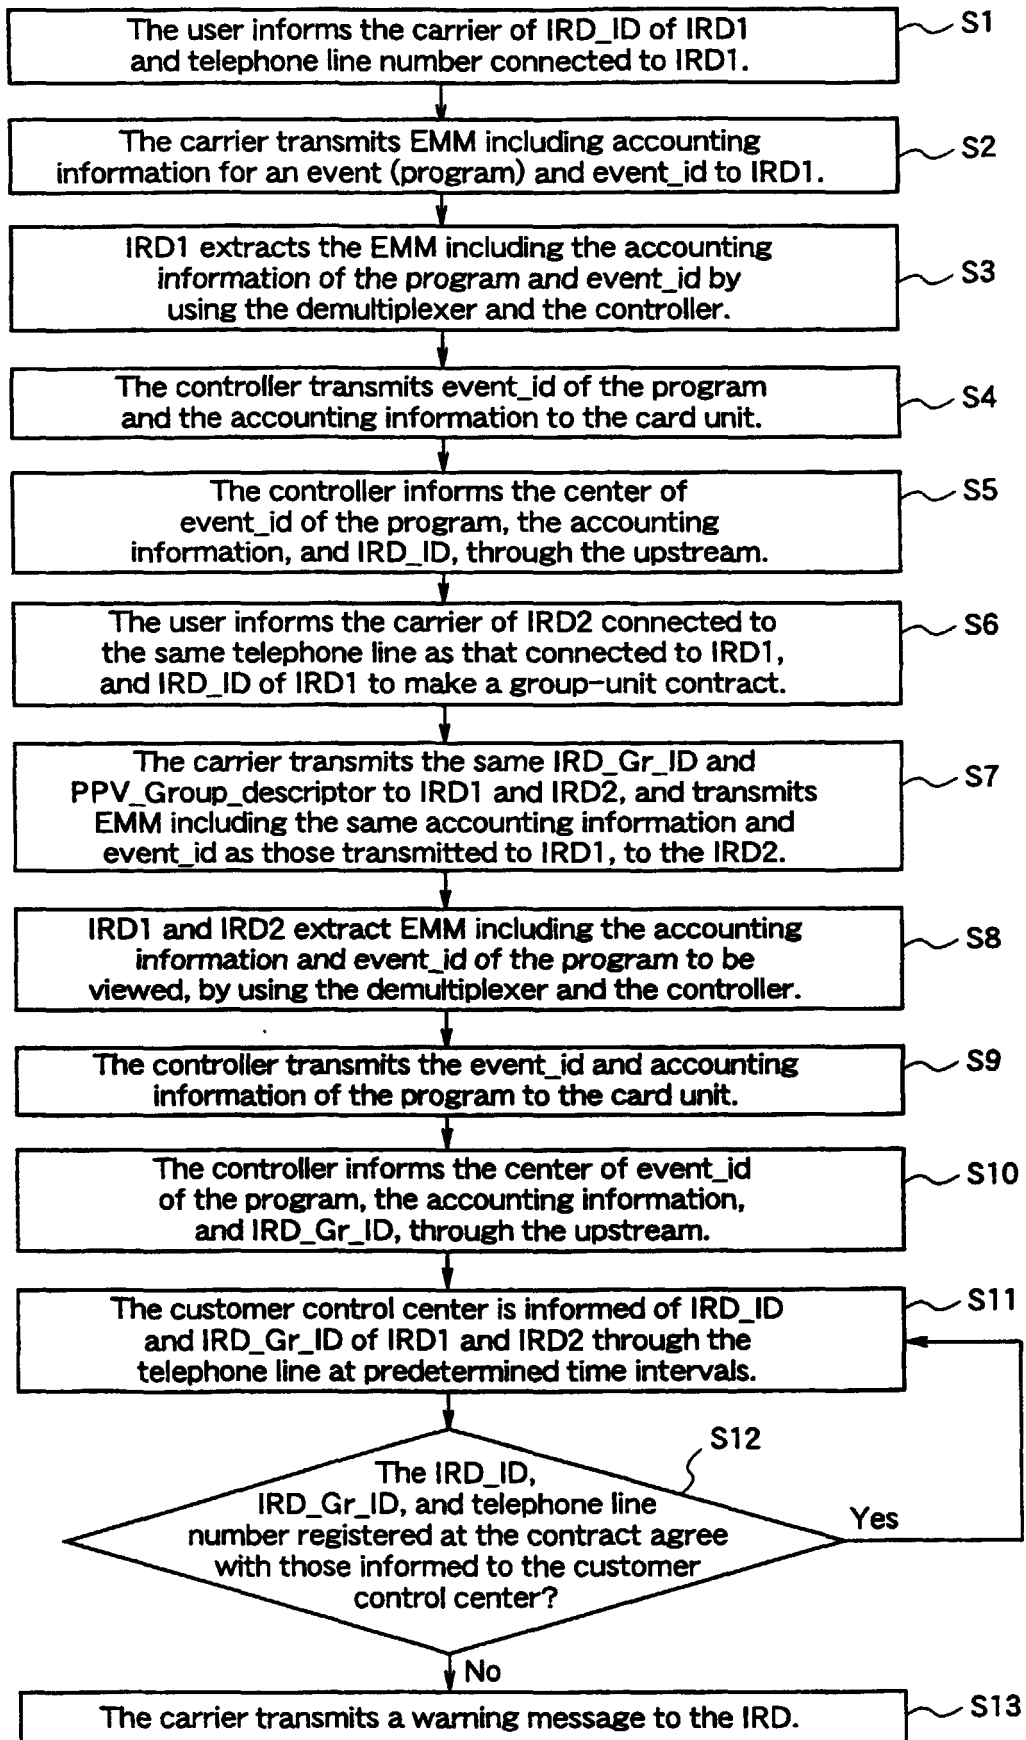 The user informs the carrier of IRD_ID of IRD1
and telephone line number connected to IRD1.
S1
The carrier transmits EMM including accounting
information for an event (program) and event_id to IRD1.
S2
IRD1 extracts the EMM including the accounting
information of the program and event_id by
using the demultiplexer and the controller.
S3
The controller transmits event_id of the program
and the accounting information to the card unit.
S4
The controller informs the center of
event_id of the program, the accounting
information, and IRD_ID, through the upstream.
S5
The user informs the carrier of IRD2 connected to
the same telephone line as that connected to IRD1,
and IRD_ID of IRD1 to make a group-unit contract.
S6
The carrier transmits the same IRD_Gr_ID and
PPV_Group_descriptor to IRD1 and IRD2, and transmits
EMM including the same accounting information and
event_id as those transmitted to IRD1, to the IRD2.
S7
IRD1 and IRD2 extract EMM including the accounting
information and event_id of the program to be
viewed, by using the demultiplexer and the controller.
S8
The controller transmits the event_id and accounting
information of the program to the card unit.
S9
The controller informs the center of event_id
of the program, the accounting information,
and IRD_Gr_ID, through the upstream.
S10
The customer control center is informed of IRD_ID
and IRD_Gr_ID of IRD1 and IRD2 through the
telephone line at predetermined time intervals.
S11
S12
The IRD_ID,
IRD_Gr_ID, and telephone line
number registered at the contract agree
with those informed to the customer
control center?
Yes
No
The carrier transmits a warning message to the IRD.
S13